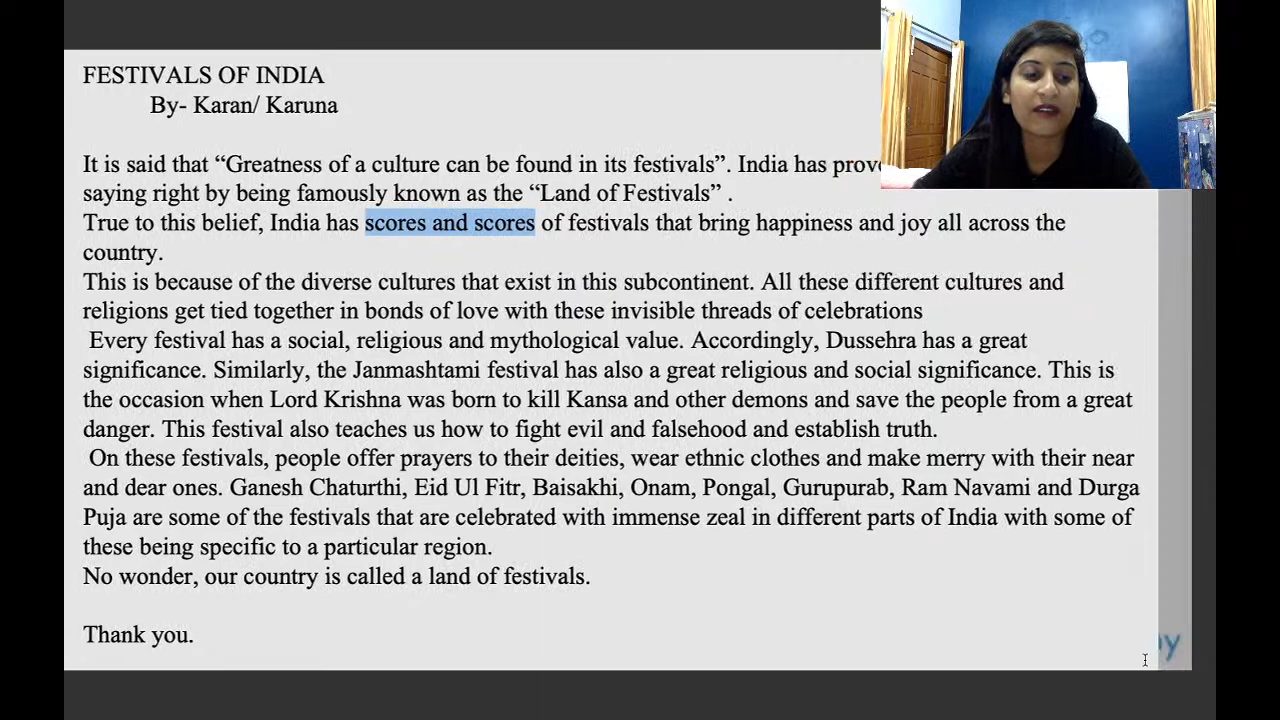 FESTIVALS OF INDIA
By- Karan/ Karuna
It is said that “Greatness of a culture can be found in its festivals”. India has
saying right by being famously known as the “Land of Festivals” .
True to this belief, India has scores and scores of festivals that bring happiness and joy all across the
country.
This is because of the diverse cultures that exist in this subcontinent. All these different cultures and
religions get tied together in bonds of love with these invisible threads of celebrations
Every festival has a social, religious and mythological value. Accordingly, Dussehra has a great
significance. Similarly, the Janmashtami festival has also a great religious and social significance. This is
the occasion when Lord Krishna was born to kill Kansa and other demons and save the people from a great
danger. This festival also teaches us how to fight evil and falsehood and establish truth.
On these festivals, people offer prayers to their deities, wear ethnic clothes and make merry with their near
and dear ones. Ganesh Chaturthi, Eid Ul Fitr, Baisakhi, Onam, Pongal, Gurupurab, Ram Navami and Durga
Puja are some of the festivals that are celebrated with immense zeal in different parts of India with some of
these being specific to a particular region.
No wonder, our country is called a land of festivals.
Thank you.